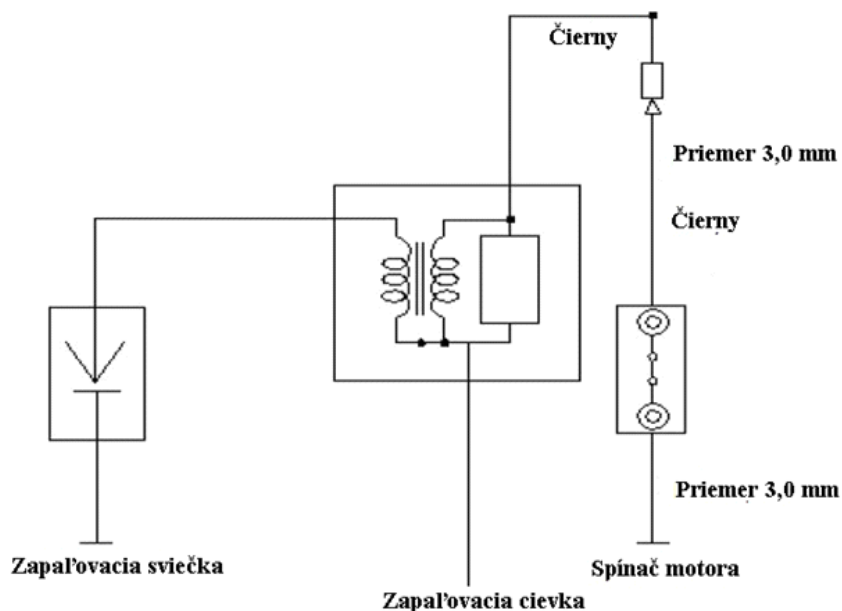 Čierny
Priemer 3,0 mm
Čierny
Priemer 3,0 mm
Zapaľovacia sviečka
Spínač motora
Zapaľovacia cievka